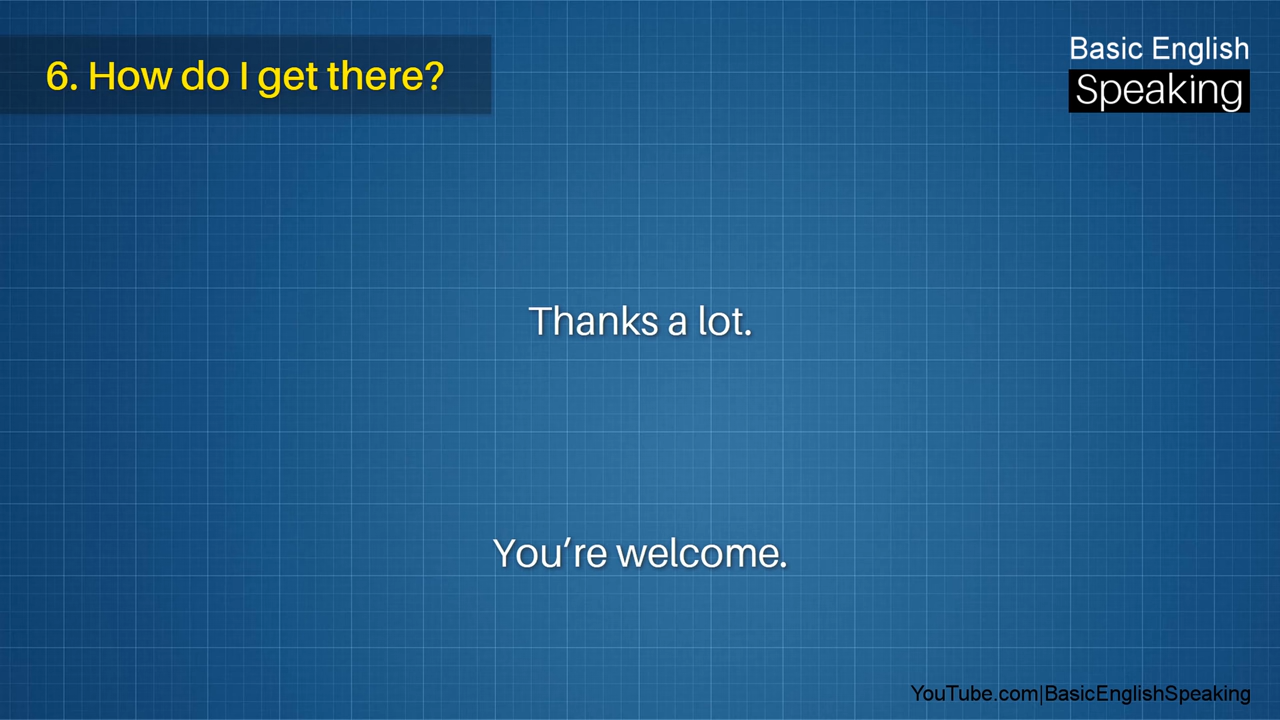 6. How do I get there?
Basic English
Speaking
Thanks a lot.
You’re welcome.
YouTube.com|BasicEnglishSpeaking